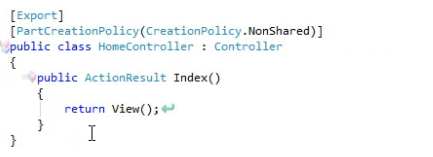 [Export]
[PartCreationPolicy(CreationPolicy.NonShared)]
public class HomeController : Controller
{
public ActionResult Index()
{
return View();
}
}